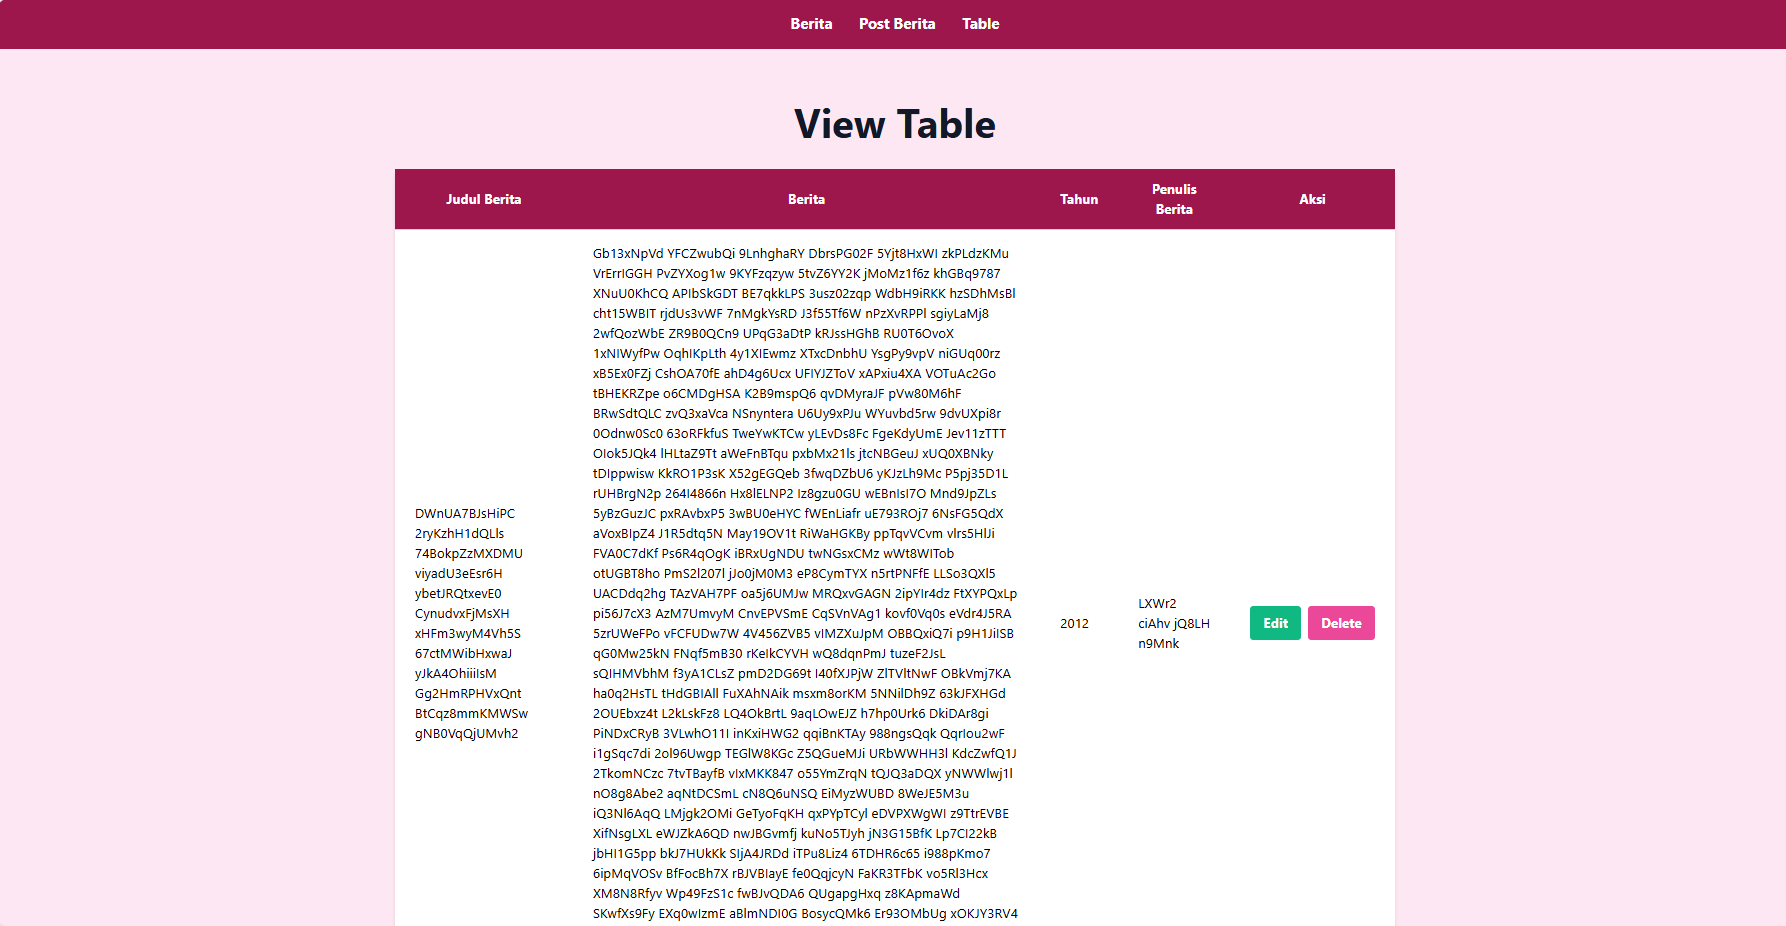 Berita Post Berita Table
View Table
Judul Berita Berita Tahun Penulis Berita Aksi
DWnUA7BJsHiPC
2ryKzhH1dQLls
74BokpZzMXDMU
viyadU3eEsr6H
ybetJRQtxevE0
CynudvxFjMsXH
xHFm3wyM4Vh5S
67ctMWibHxwaJ
yJkA4OhiiiIsM
Gg2HmRPHVxQnt
BtCqz8mmKMWSw
gNB0VqQjUMvh2
Gb13xNpVd YFCZwubQi 9LnhghaRY DbrsPG02F 5Yjt8HxWI zkPLdzKMu
VrErrIGGH PvZYXog1w 9KYFzqzyw 5tvZ6YY2K jMoMz1f6z khGBq9787
XNuU0KhCQ APIbSkGDT BE7qkkLPS 3usz02zqp WdbH9iRKK hzSDhMsBl
cht15WBIT rjdUs3vWF 7nMgkYsRD J3f55Tf6W nPzXvRPPl sgiyLaMj8
2wfQozWbE ZR9B0QCn9 UPqG3aDtP kRJssHGhB RU0T6OvoX
1xNIWyfPw OqhIKpLth 4y1XIEwmz XTxcDnbhU YsgPy9vpV niGUq00rz
xB5Ex0FZj CshOA70fE ahD4g6Ucx UFIYJZToV xAPxiu4XA VOTuAc2Go
tBHEKRZpe o6CMDgHSA K2B9mspQ6 qvDMyraJF pVw80M6hF
BRwSdtQLC zvQ3xaVca NSnyntera U6Uy9xPJu WYuvbd5rw 9dvUXpi8r
0Odnw0Sc0 63oRFkfuS TweYwKTCw yLEvDs8Fc FgeKdyUmE Jev11zTTT
OIok5JQk4 lHLtaZ9Tt aWeFnBTqu pxbMx21ls jtcNBGeuJ xUQ0XBNky
tDIppwisw KkRO1P3sK X52gEGQeb 3fwqDZbU6 yKJzLh9Mc P5pj35D1L
rUHBrgN2p 264I4866n Hx8lELNP2 Iz8gzu0GU wEBnIsI7O Mnd9JpZLs
5yBzGuzJC pxRAvbxP5 3wBU0eHYC fWEnLiafr uE793ROj7 6NsFG5QdX
aVoxBIpZ4 J1R5dtq5N May19OV1t RiWaHGKBy ppTqvVCvm vlrs5HlJi
FVA0C7dKf Ps6R4qOgK iBRxUgNDU twNGsxCMz wWt8WITob
otUGBT8ho PmS2l207l jJo0jM0M3 eP8CymTYX n5rtPNFfE LLSo3QXl5
UACDdq2hg TAzVAH7PF oa5j6UMJw MRQxvGAGN 2ipYIr4dz FtXYPQxLp
pi56J7cX3 AzM7UmvyM CnvEPVSmE CqSVnVAg1 kovf0Vq0s eVdr4J5RA
5zrUWeFPo vFCFUDw7W 4V456ZVB5 vIMZXuJpM OBBQxiQ7i p9H1JiISB
qG0Mw25kN FNqf5mB30 rKeIkCYVH wQ8dqnPmJ tuzeF2JsL
sQIHMVbhM f3yA1CLsZ pmD2DG69t I40fXJPjW ZlTVltNwF OBkVmj7KA
ha0q2HsTL tHdGBIAll FuXAhNAik msxm8orKM 5NNilDh9Z 63kJFXHGd
2OUEbxz4t L2kLskFz8 LQ4OkBrtL 9aqLOwEJZ h7hp0Urk6 DkiDAr8gi
PiNDxCRyB 3VLwhO11I inKxiHWG2 qqiBnKTAy 988ngsQqk QqrIou2wF
i1gSqc7di 2ol96Uwgp TEGlW8KGc Z5QGueMJi URbWWHH3l KdcZwfQ1J
2TkomNCzc 7tvTBayfB vIxMKK847 o55YmZrqN tQJQ3aDQX yNWWlwj1l
nO8g8Abe2 aqNtDCSmL cN8Q6uNSQ EiMyzWUBD 8WeJE5M3u
iQ3Nl6AqQ LMjgk2OMi GeTyoFqKH qxPYpTCyl eDVPXWgWI z9TtrEVBE
XifNsgLXL eWJZkA6QD nwJBGvmfj kuNo5TJyh jN3G15BfK Lp7CI22kB
jbHI1G5pp bkJ7HUkKk SIjA4JRDd iTPu8Liz4 6TDHR6c65 i988pKmo7
6ipMqVOSv BfFocBh7X rBJVBIayE fe0QqjcyN FaKR3TFbK vo5Rl3Hcx
XM8N8Rfyv Wp49FzS1c fwBJvQDA6 QUgapgHxq z8KApmaWd
SKwfXs9Fy EXq0wIzmE aBlmNDI0G BosycQMk6 Er93OMbUg xOKJY3RV4
2012
LXWr2
ciAhv jQ8LH
n9Mnk
Edit Delete